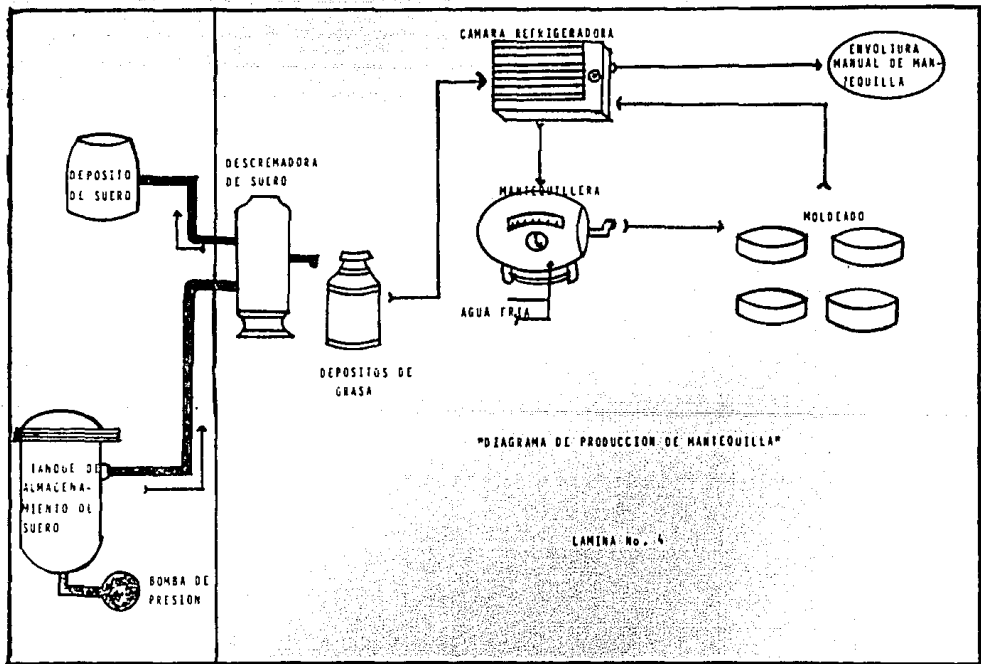 CAMARA REFRIGERADORA
ENVOLTURA
MANUAL DE MAN-
TEQUILLA
DEPOSITO
DE SUERO
DESCREMADORA
DE SUERO
MANTEQUILLERA
MOLDEADO
AGUA FRIA
DEPOSITOS DE
GRASA
"DIAGRAMA DE PRODUCCION DE MANTEQUILLA"
TANQUE DE
ALMACENA-
MIENTO DE
SUERO
LAMINA No. 4
BOMBA DE
PRESION